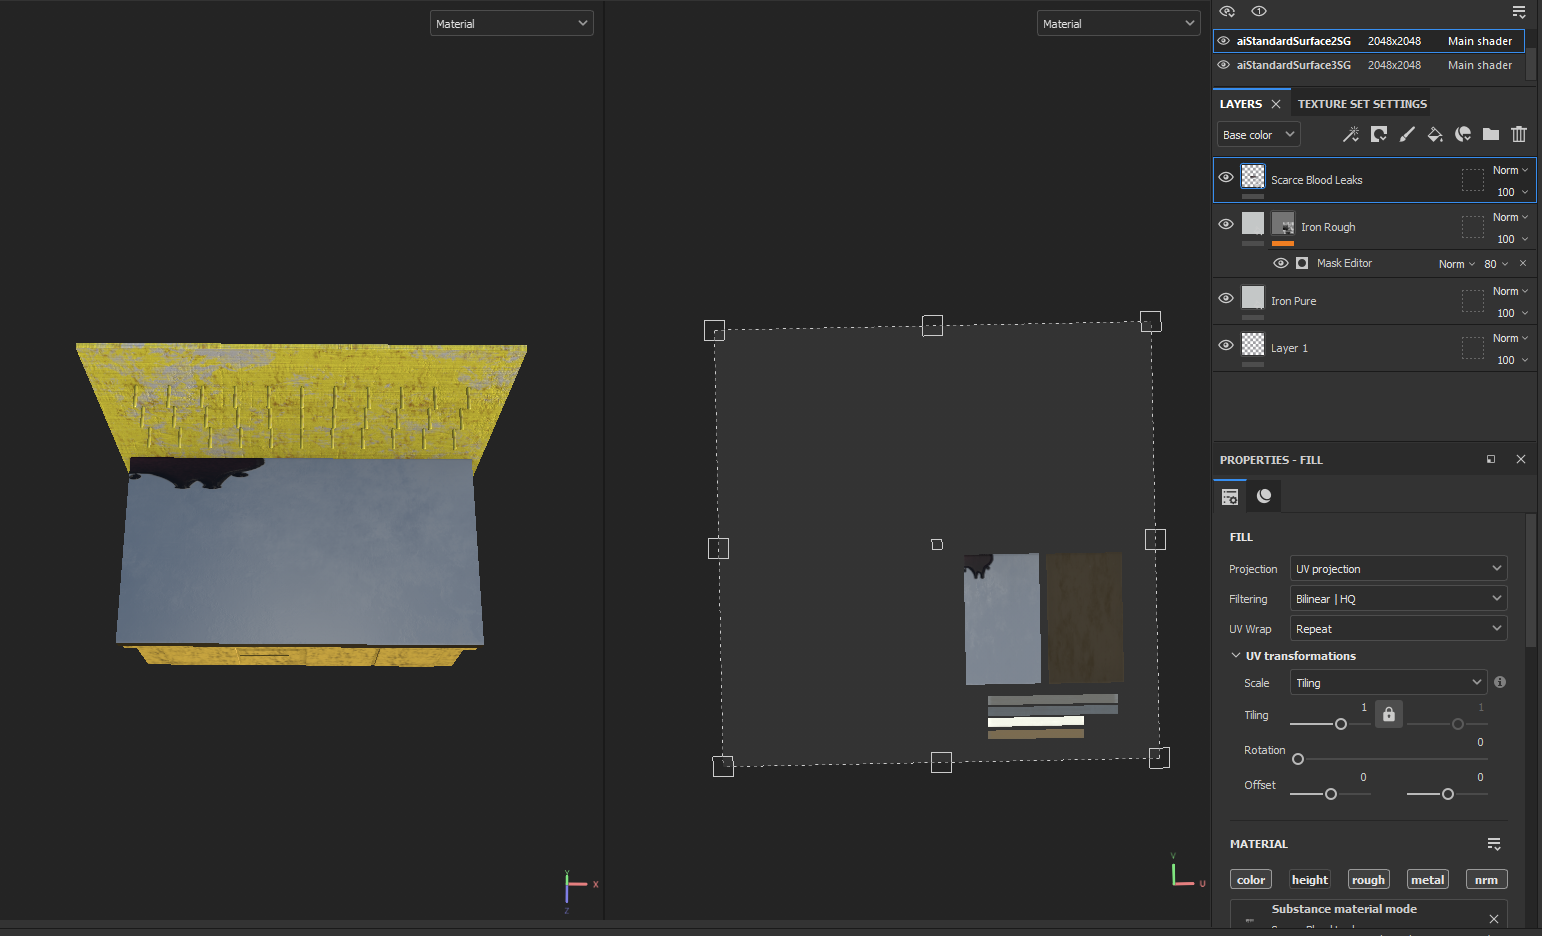 Material
Material
aiStandardSurface2SG 2048x2048 Main shader
aiStandardSurface3SG 2048x2048 Main shader
LAYERS TEXTURE SET SETTINGS
Base color
Scarce Blood Leaks Norm
100
Iron Rough Norm
100
Mask Editor Norm 80
Iron Pure Norm
100
Layer 1 Norm
100
PROPERTIES - FILL
FILL
Projection UV projection
Filtering Bilinear | HQ
UV Wrap Repeat
UV transformations
Scale Tiling
Tiling 1 1
Rotation 0
Offset 0 0
MATERIAL
color height rough metal nrm
Substance material mode
Y X Z
V U